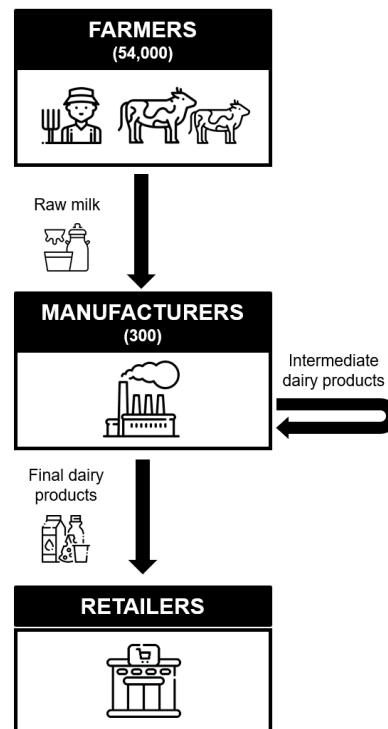 FARMERS
(54,000)
Raw milk
MANUFACTURERS
(300)
Intermediate
dairy products
Final dairy
products
RETAILERS